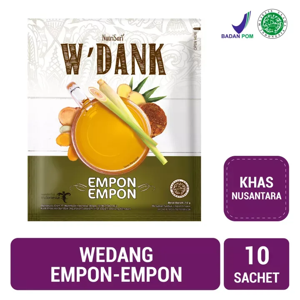 NutriSari
W'DANK
EMPON
EMPON
BADAN POM
KHAS
NUSANTARA
WEDANG
EMPON-EMPON
10
SACHET